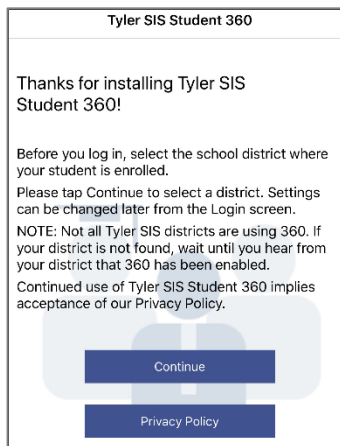 Tyler SIS Student 360
Thanks for installing Tyler SIS
Student 360!
Before you log in, select the school district where
your student is enrolled.
Please tap Continue to select a district. Settings
can be changed later from the Login screen.
NOTE: Not all Tyler SIS districts are using 360. If
your district is not found, wait until you hear from
your district that 360 has been enabled.
Continued use of Tyler SIS Student 360 implies
acceptance of our Privacy Policy.
Continue
Privacy Policy